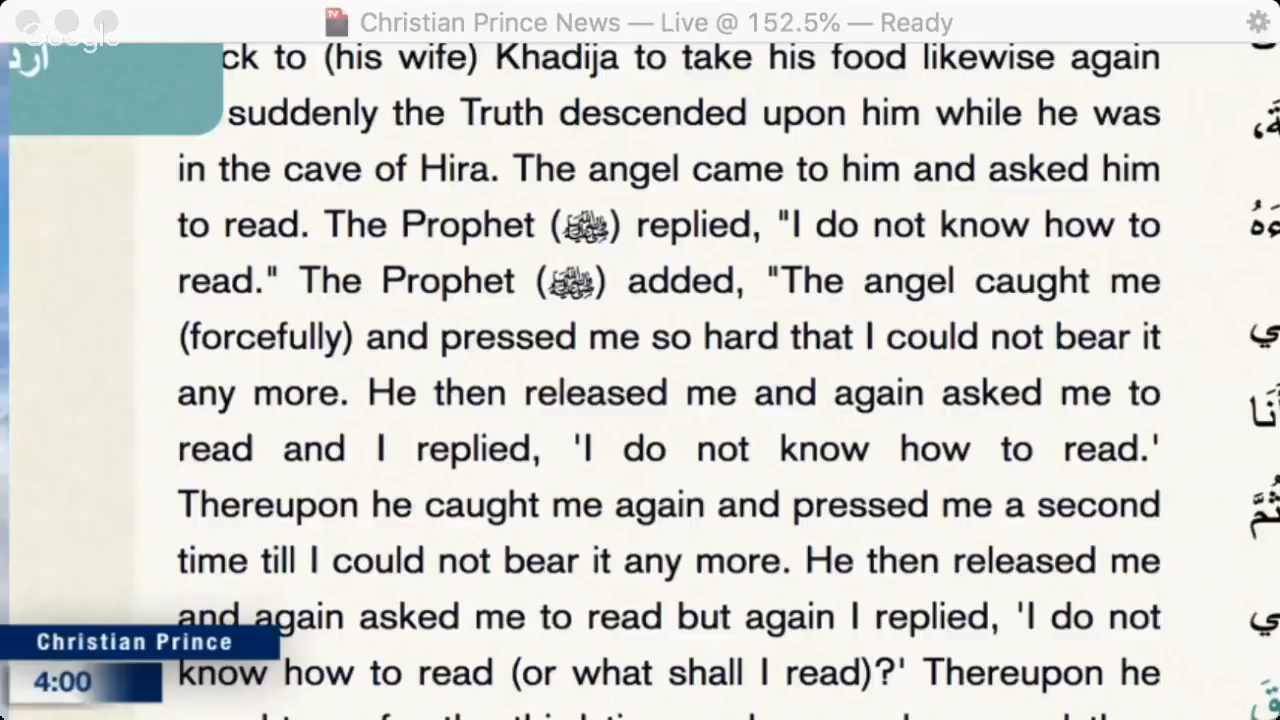 Christian Prince News — Live @ 152.5% — Ready
Google
ck to (his wife) Khadija to take his food likewise again
suddenly the Truth descended upon him while he was
in the cave of Hira. The angel came to him and asked him
to read. The Prophet (ﷺ) replied, "I do not know how to
read." The Prophet (ﷺ) added, "The angel caught me
(forcefully) and pressed me so hard that I could not bear it
any more. He then released me and again asked me to
read and I replied, 'I do not know how to read.'
Thereupon he caught me again and pressed me a second
time till I could not bear it any more. He then released me
and again asked me to read but again I replied, 'I do not
know how to read (or what shall I read)?' Thereupon he
Christian Prince
4:00